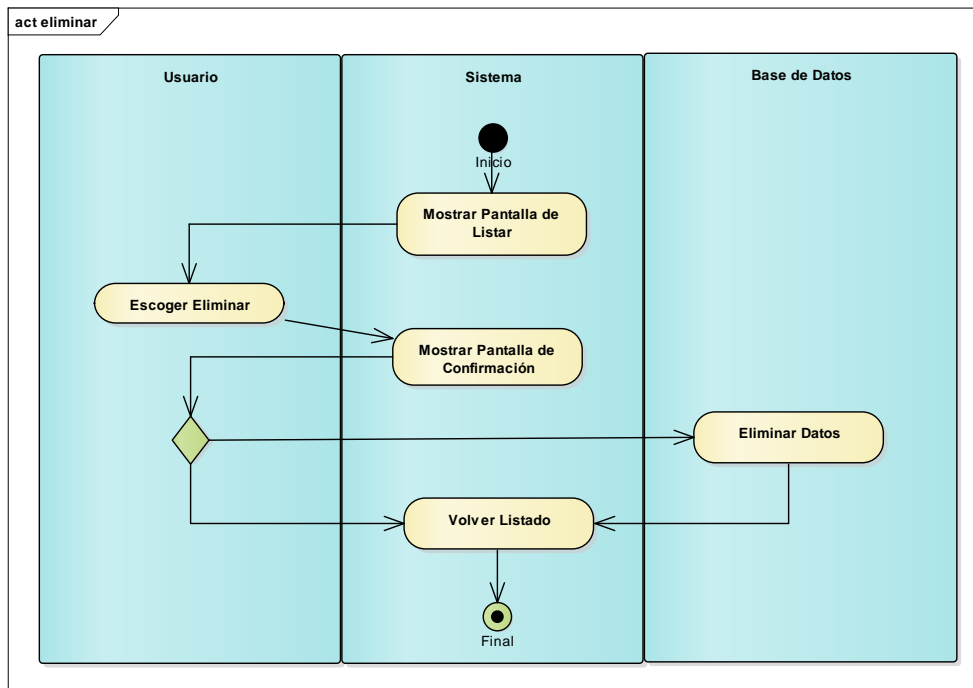 act eliminar
Usuario
Sistema
Base de Datos
Inicio
Mostrar Pantalla de
Listar
Escoger Eliminar
Mostrar Pantalla de
Confirmación
Eliminar Datos
Volver Listado
Final